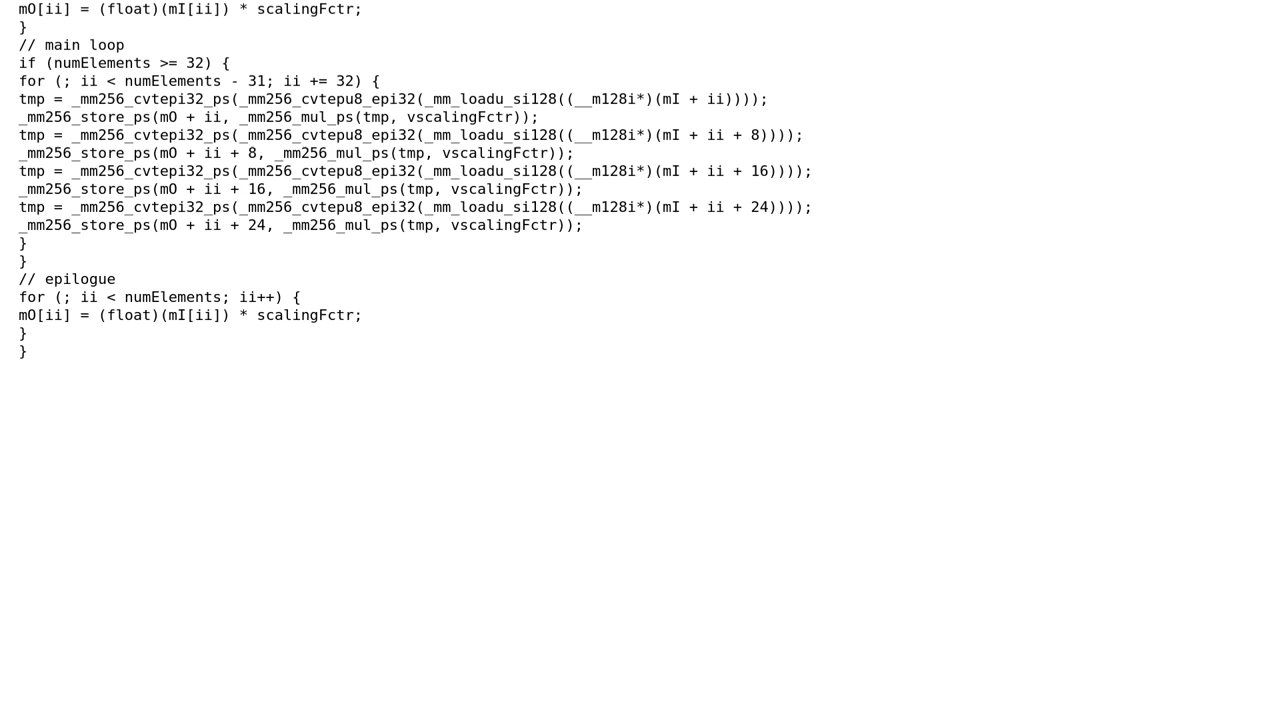 mO[ii] = (float)(mI[ii]) * scalingFctr;
}
// main loop
if (numElements >= 32) {
for (; ii < numElements - 31; ii += 32) {
tmp = _mm256_cvtepi32_ps(_mm256_cvtepu8_epi32(_mm_loadu_si128((__m128i*)(mI + ii))));
_mm256_store_ps(mO + ii, _mm256_mul_ps(tmp, vscalingFctr));
tmp = _mm256_cvtepi32_ps(_mm256_cvtepu8_epi32(_mm_loadu_si128((__m128i*)(mI + ii + 8))));
_mm256_store_ps(mO + ii + 8, _mm256_mul_ps(tmp, vscalingFctr));
tmp = _mm256_cvtepi32_ps(_mm256_cvtepu8_epi32(_mm_loadu_si128((__m128i*)(mI + ii + 16))));
_mm256_store_ps(mO + ii + 16, _mm256_mul_ps(tmp, vscalingFctr));
tmp = _mm256_cvtepi32_ps(_mm256_cvtepu8_epi32(_mm_loadu_si128((__m128i*)(mI + ii + 24))));
_mm256_store_ps(mO + ii + 24, _mm256_mul_ps(tmp, vscalingFctr));
}
}
// epilogue
for (; ii < numElements; ii++) {
mO[ii] = (float)(mI[ii]) * scalingFctr;
}
}